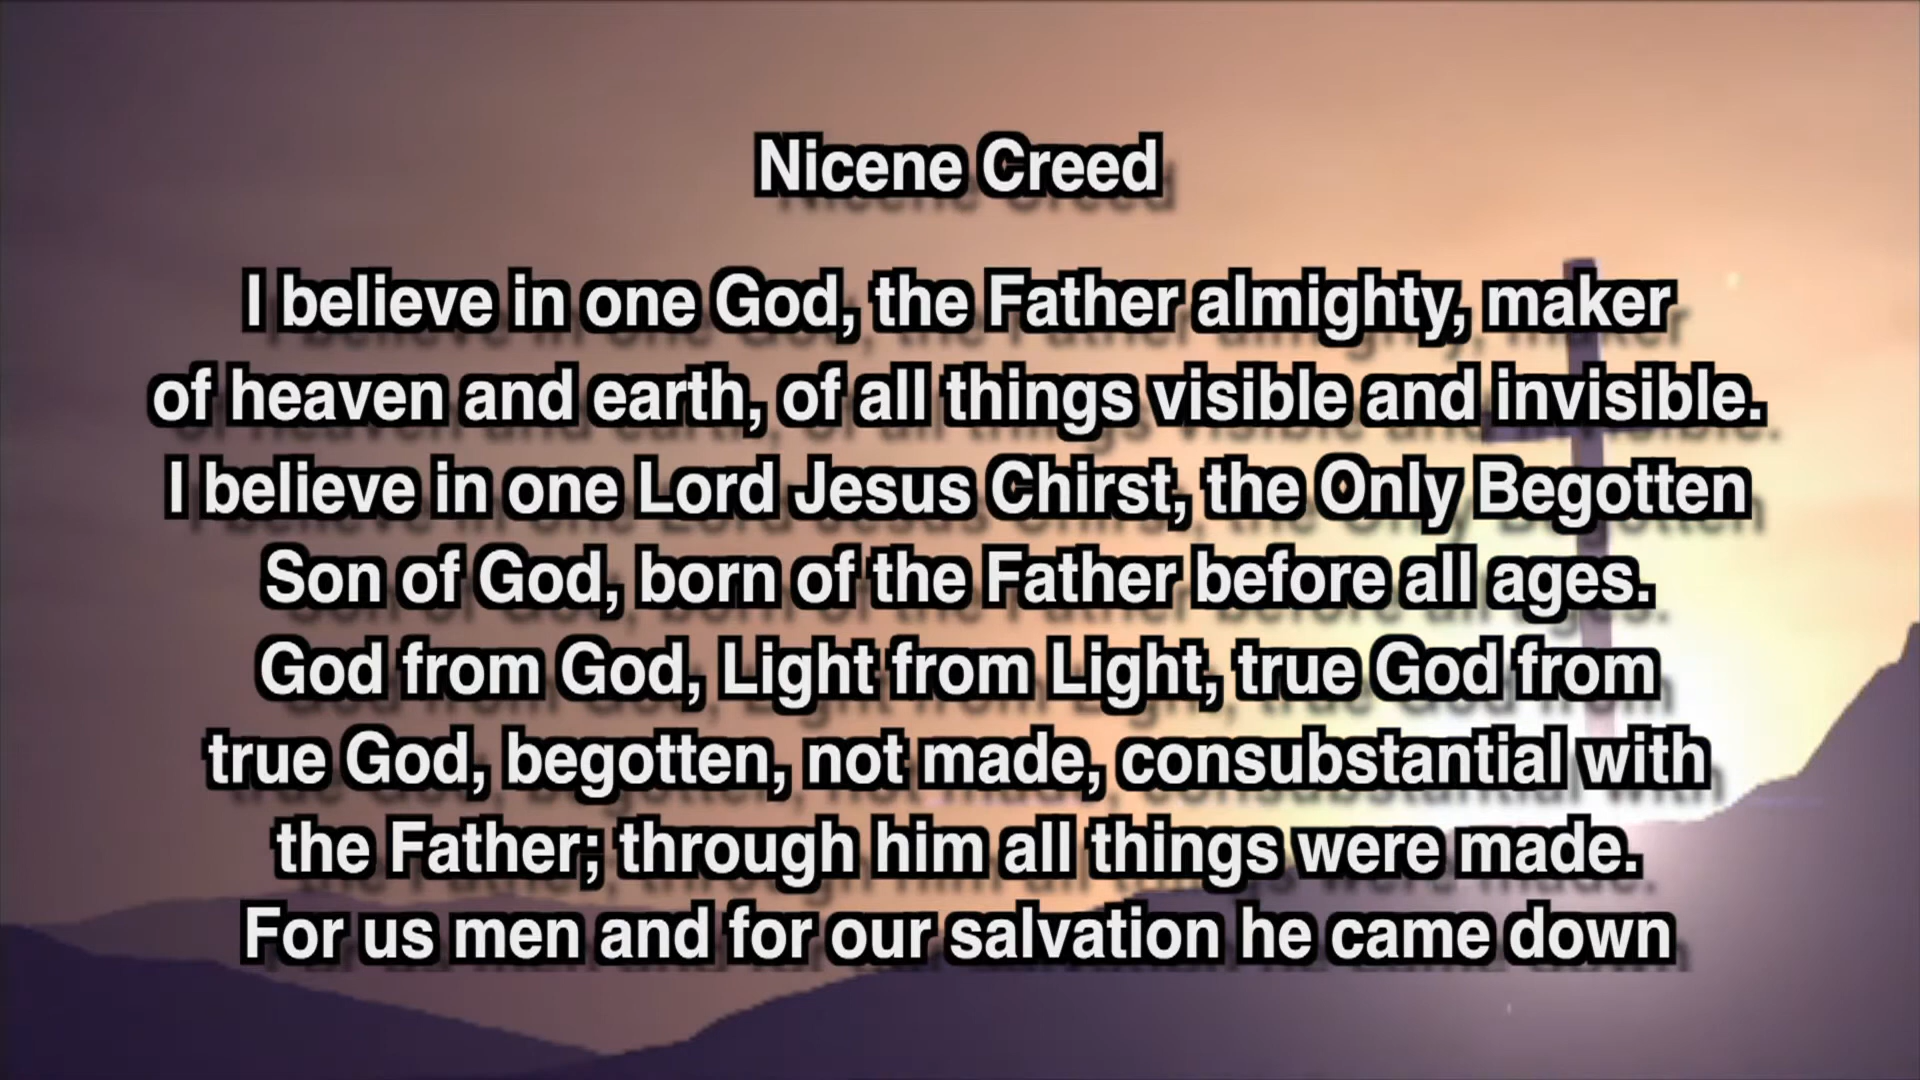 Nicene Creed
I believe in one God, the Father almighty, maker
of heaven and earth, of all things visible and invisible.
I believe in one Lord Jesus Chirst, the Only Begotten
Son of God, born of the Father before all ages.
God from God, Light from Light, true God from
true God, begotten, not made, consubstantial with
the Father; through him all things were made.
For us men and for our salvation he came down